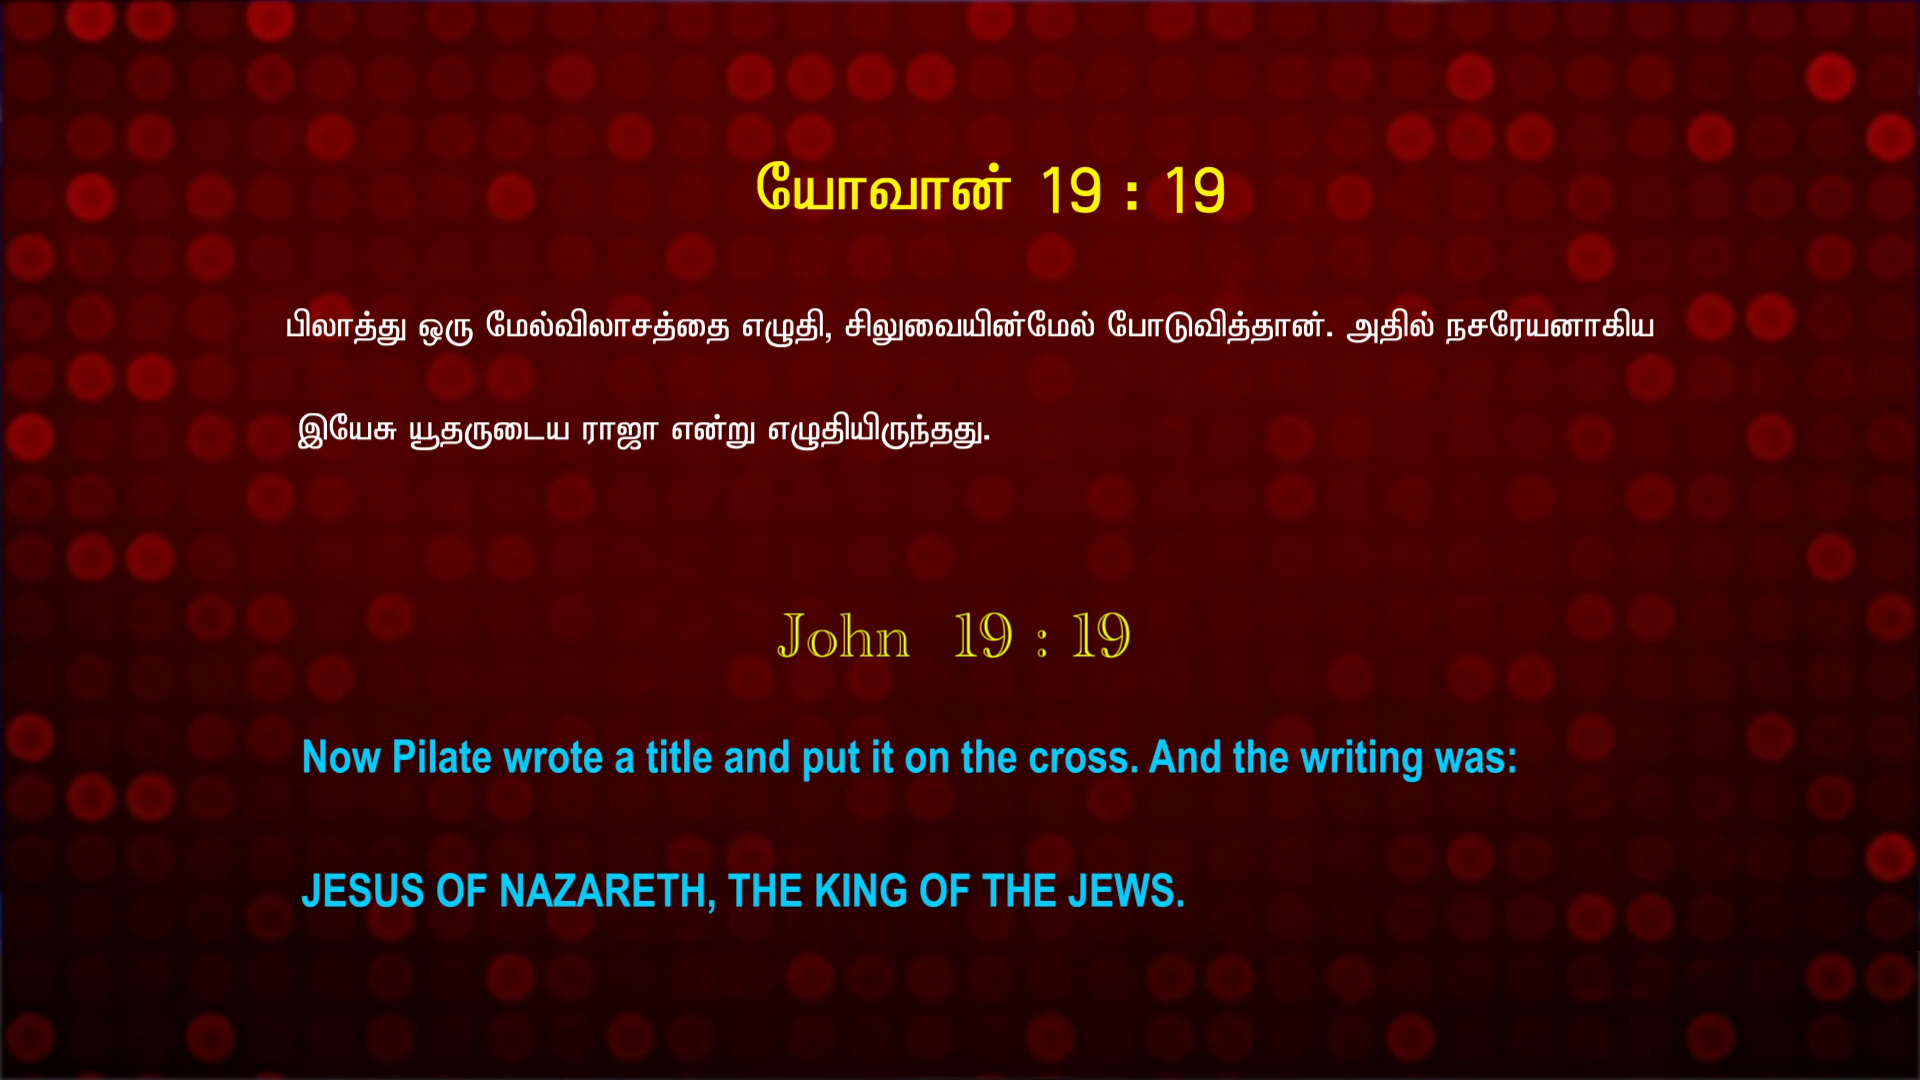 யோவான் 19 : 19
பிலாத்து ஒரு மேல்விலாசத்தை எழுதி, சிலுவையின்மேல் போடுவித்தான். அதில் நசரேயனாகிய
இயேசு யூதருடைய ராஜா என்று எழுதியிருந்தது.
John 19 : 19
Now Pilate wrote a title and put it on the cross. And the writing was:
JESUS OF NAZARETH, THE KING OF THE JEWS.